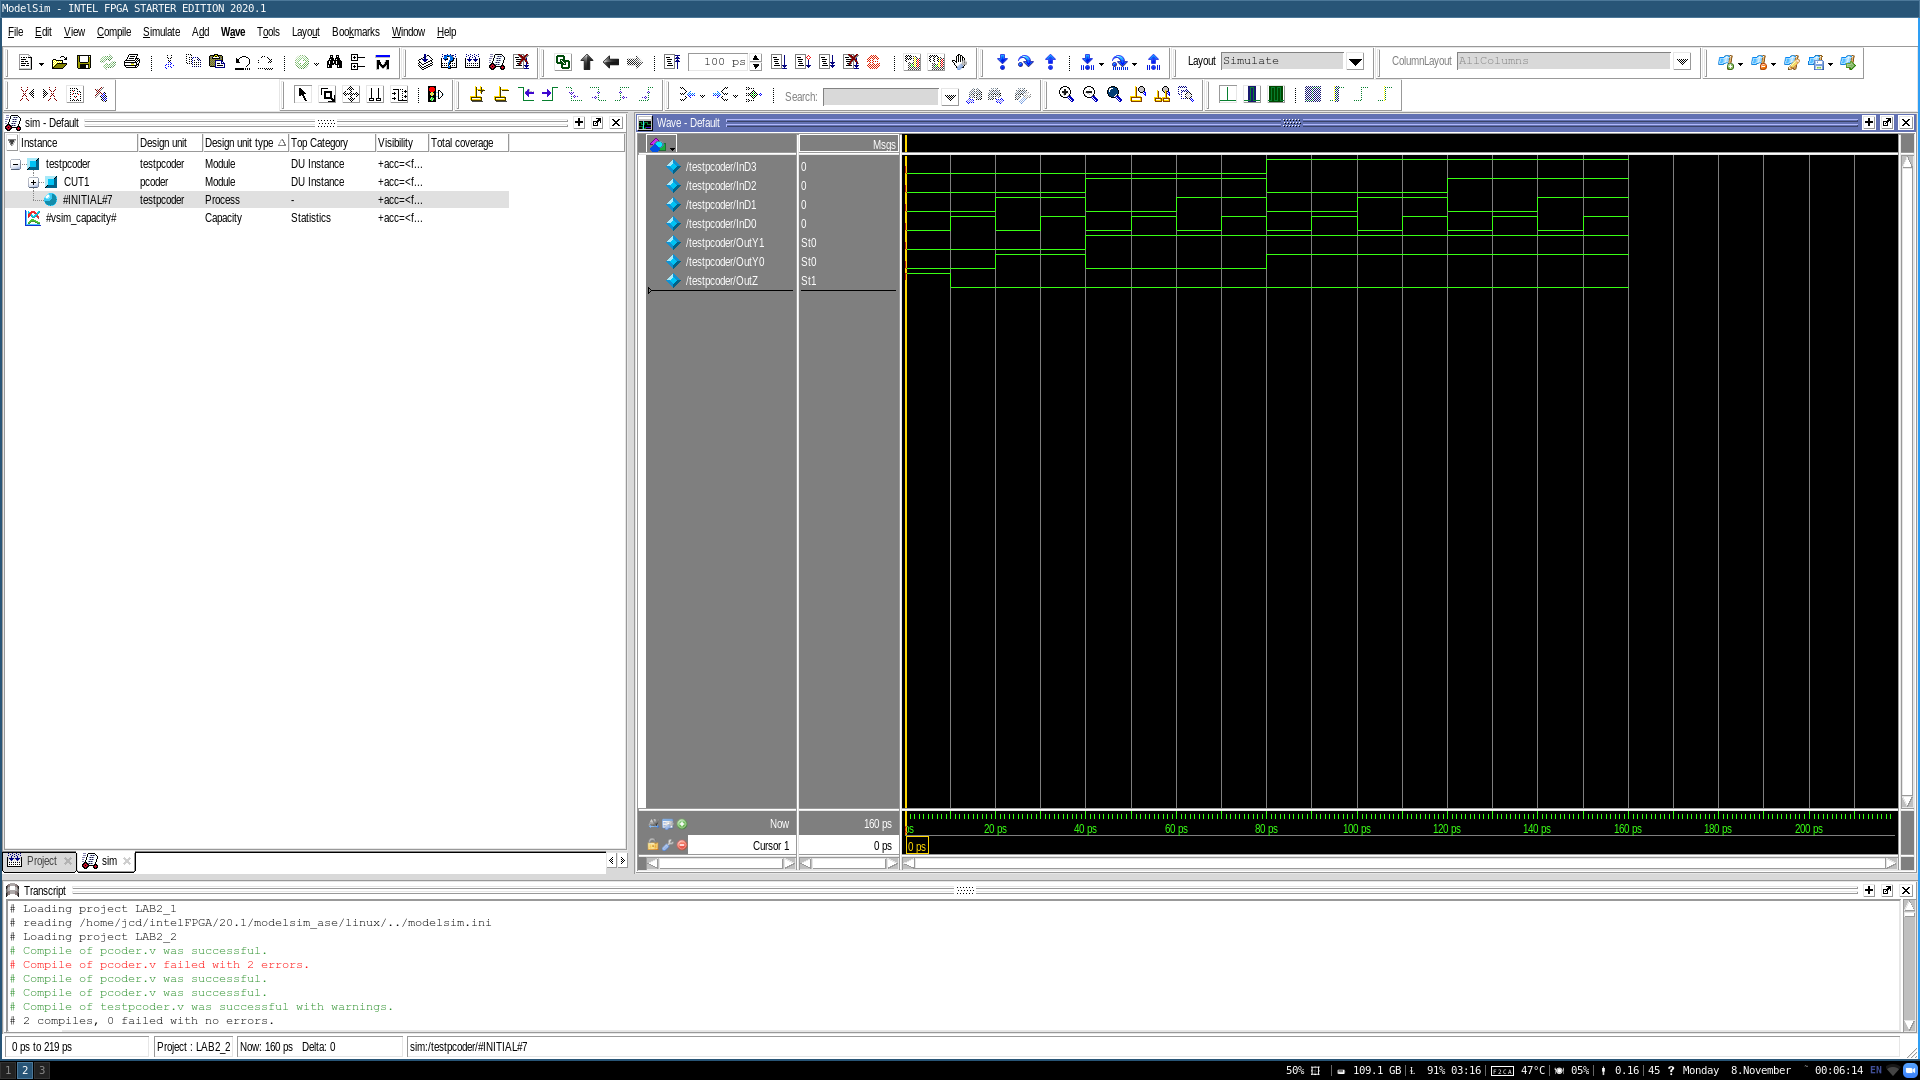 ModelSim - INTEL FPGA STARTER EDITION 2020.1
File Edit View Compile Simulate Add Wave Tools Layout Bookmarks Window Help
100 ps
Layout Simulate
ColumnLayout AllColumns
Search:
sim - Default
Instance Design unit Design unit type Top Category Visibility Total coverage
testpcoder testpcoder Module DU Instance +acc=<f...
CUT1 pcoder Module DU Instance +acc=<f...
#INITIAL#7 testpcoder Process - +acc=<f...
#vsim_capacity# Capacity Statistics +acc=<f...
Project sim
Wave - Default
Msgs
/testpcoder/InD3 0
/testpcoder/InD2 0
/testpcoder/InD1 0
/testpcoder/InD0 0
/testpcoder/OutY1 St0
/testpcoder/OutY0 St0
/testpcoder/OutZ St1
Now 160 ps
ps 20 ps 40 ps 60 ps 80 ps 100 ps 120 ps 140 ps 160 ps 180 ps 200 ps
Cursor 1 0 ps
0 ps
Transcript
# Loading project LAB2_1
# reading /home/jcd/intelFPGA/20.1/modelsim_ase/linux/../modelsim.ini
# Loading project LAB2_2
# Compile of pcoder.v was successful.
# Compile of pcoder.v failed with 2 errors.
# Compile of pcoder.v was successful.
# Compile of pcoder.v was successful.
# Compile of testpcoder.v was successful with warnings.
# 2 compiles, 0 failed with no errors.
0 ps to 219 ps Project : LAB2_2 Now: 160 ps Delta: 0 sim:/testpcoder/#INITIAL#7
1 2 3
50% 109.1 GB 91% 03:16 47°C 05% 0.16 45 ? Monday 8.November 00:06:14 EN